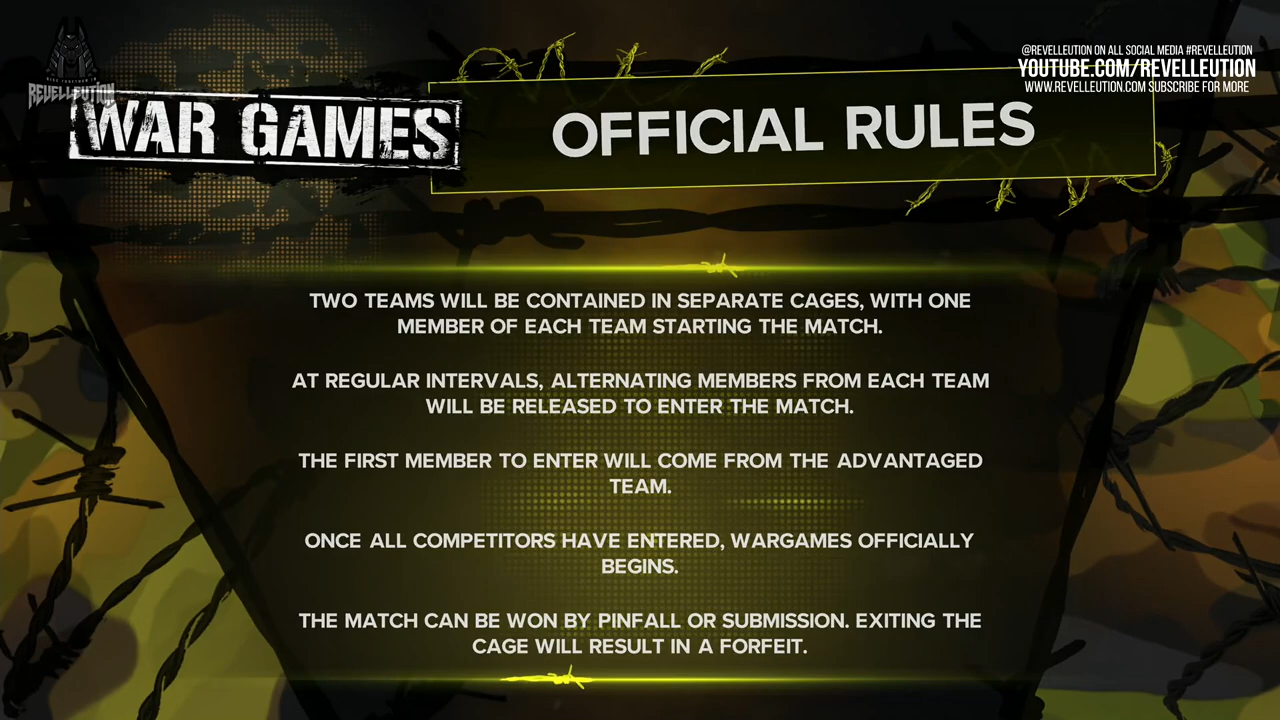 @REVELLEUTION ON ALL SOCIAL MEDIA #REVELLEUTION
YOUTUBE.COM/REVELLEUTION
WWW.REVELLEUTION.COM SUBSCRIBE FOR MORE
REVELLEUTION
WAR GAMES
OFFICIAL RULES
TWO TEAMS WILL BE CONTAINED IN SEPARATE CAGES, WITH ONE
MEMBER OF EACH TEAM STARTING THE MATCH.
AT REGULAR INTERVALS, ALTERNATING MEMBERS FROM EACH TEAM
WILL BE RELEASED TO ENTER THE MATCH.
THE FIRST MEMBER TO ENTER WILL COME FROM THE ADVANTAGED
TEAM.
ONCE ALL COMPETITORS HAVE ENTERED, WARGAMES OFFICIALLY
BEGINS.
THE MATCH CAN BE WON BY PINFALL OR SUBMISSION. EXITING THE
CAGE WILL RESULT IN A FORFEIT.